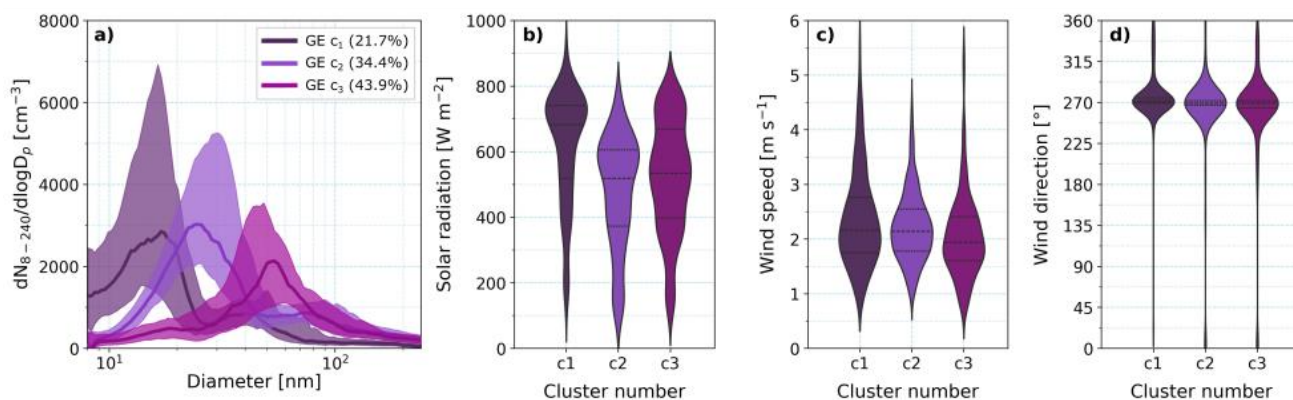 a)
GE c₁ (21.7%)
GE c₂ (34.4%)
GE c₃ (43.9%)
8000
6000
4000
2000
0
dN₈₋₂₄₀/dlogDₚ [cm⁻³]
10¹
10²
Diameter [nm]
b)
1000
800
600
400
200
0
Solar radiation [W m⁻²]
c1
c2
c3
Cluster number
c)
6
5
4
3
2
1
0
Wind speed [m s⁻¹]
c1
c2
c3
Cluster number
d)
360
315
270
225
180
135
90
45
0
Wind direction [°]
c1
c2
c3
Cluster number